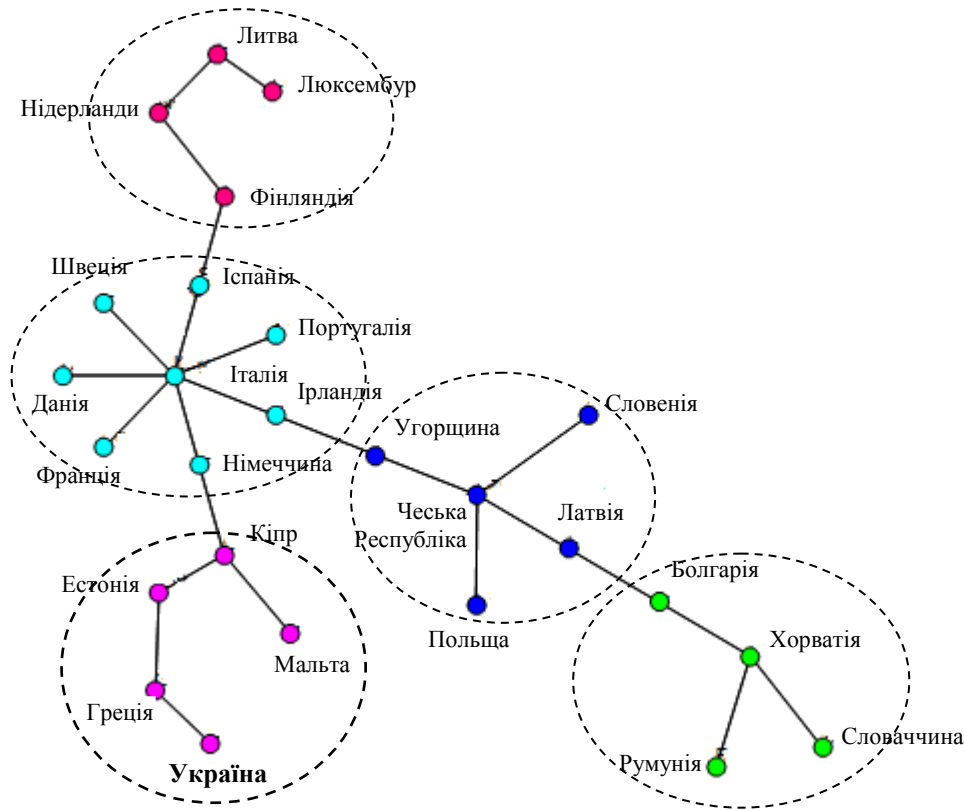 Литва
Люксембур
Нідерланди
Фінляндія
Швеція
Іспанія
Португалія
Італія
Данія
Ірландія
Словенія
Угорщина
Франція
Німеччина
Чеська
Республіка
Латвія
Кіпр
Болгарія
Естонія
Польща
Хорватія
Мальта
Греція
Словаччина
Румунія
Україна